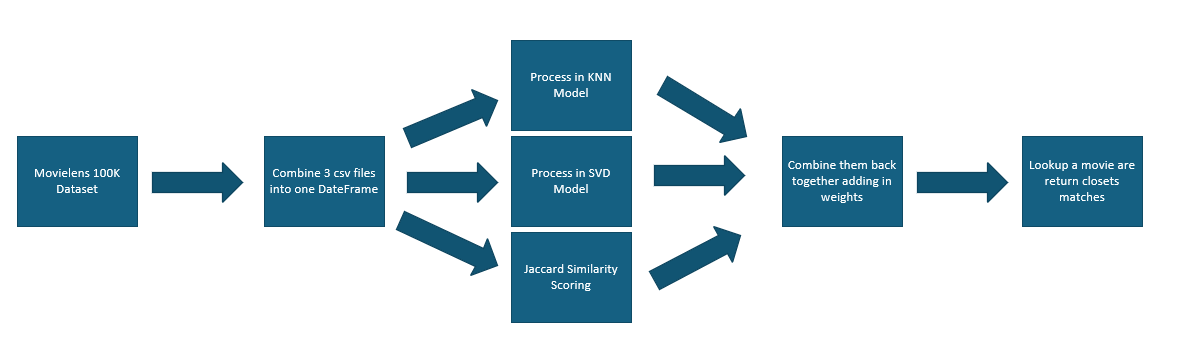 Movielens 100K
Dataset
Combine 3 csv files
into one DateFrame
Process in KNN
Model
Process in SVD
Model
Jaccard Similarity
Scoring
Combine them back
together adding in
weights
Lookup a movie are
return closets
matches